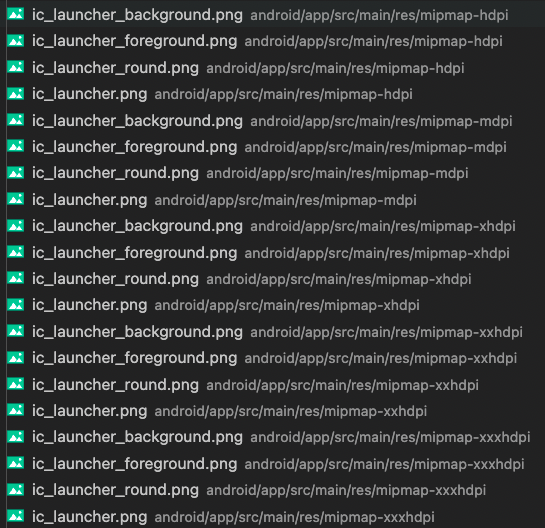 ic_launcher_background.png android/app/src/main/res/mipmap-hdpi
ic_launcher_foreground.png android/app/src/main/res/mipmap-hdpi
ic_launcher_round.png android/app/src/main/res/mipmap-hdpi
ic_launcher.png android/app/src/main/res/mipmap-hdpi
ic_launcher_background.png android/app/src/main/res/mipmap-mdpi
ic_launcher_foreground.png android/app/src/main/res/mipmap-mdpi
ic_launcher_round.png android/app/src/main/res/mipmap-mdpi
ic_launcher.png android/app/src/main/res/mipmap-mdpi
ic_launcher_background.png android/app/src/main/res/mipmap-xhdpi
ic_launcher_foreground.png android/app/src/main/res/mipmap-xhdpi
ic_launcher_round.png android/app/src/main/res/mipmap-xhdpi
ic_launcher.png android/app/src/main/res/mipmap-xhdpi
ic_launcher_background.png android/app/src/main/res/mipmap-xxhdpi
ic_launcher_foreground.png android/app/src/main/res/mipmap-xxhdpi
ic_launcher_round.png android/app/src/main/res/mipmap-xxhdpi
ic_launcher.png android/app/src/main/res/mipmap-xxhdpi
ic_launcher_background.png android/app/src/main/res/mipmap-xxxhdpi
ic_launcher_foreground.png android/app/src/main/res/mipmap-xxxhdpi
ic_launcher_round.png android/app/src/main/res/mipmap-xxxhdpi
ic_launcher.png android/app/src/main/res/mipmap-xxxhdpi